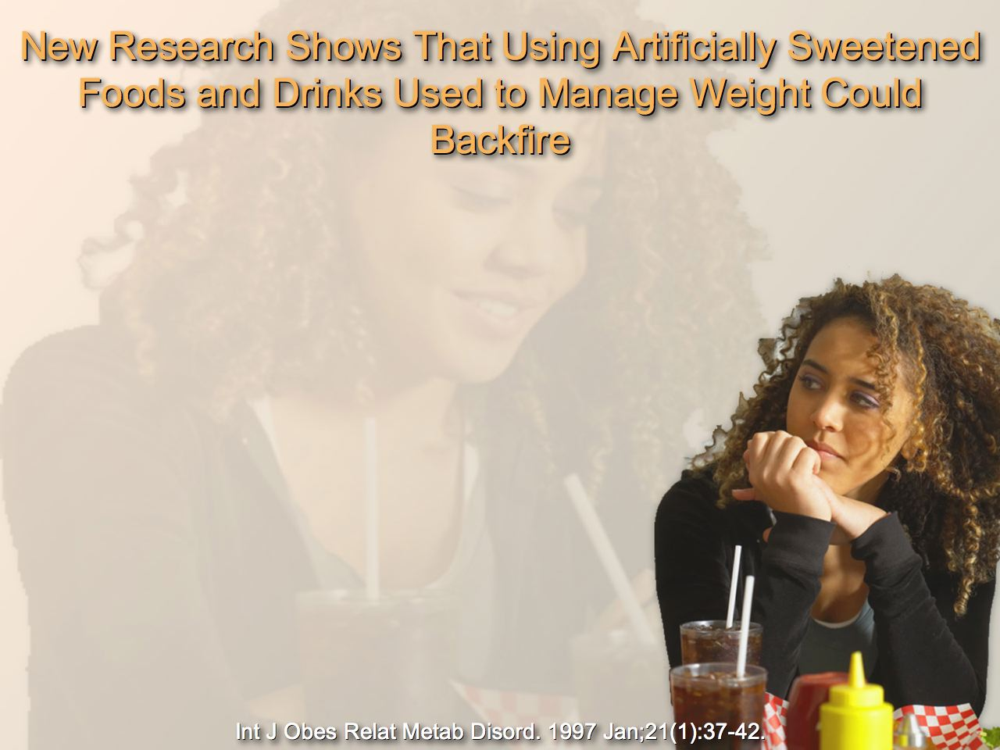 New Research Shows That Using Artificially Sweetened
Foods and Drinks Used to Manage Weight Could
Backfire
Int J Obes Relat Metab Disord. 1997 Jan;21(1):37-42.